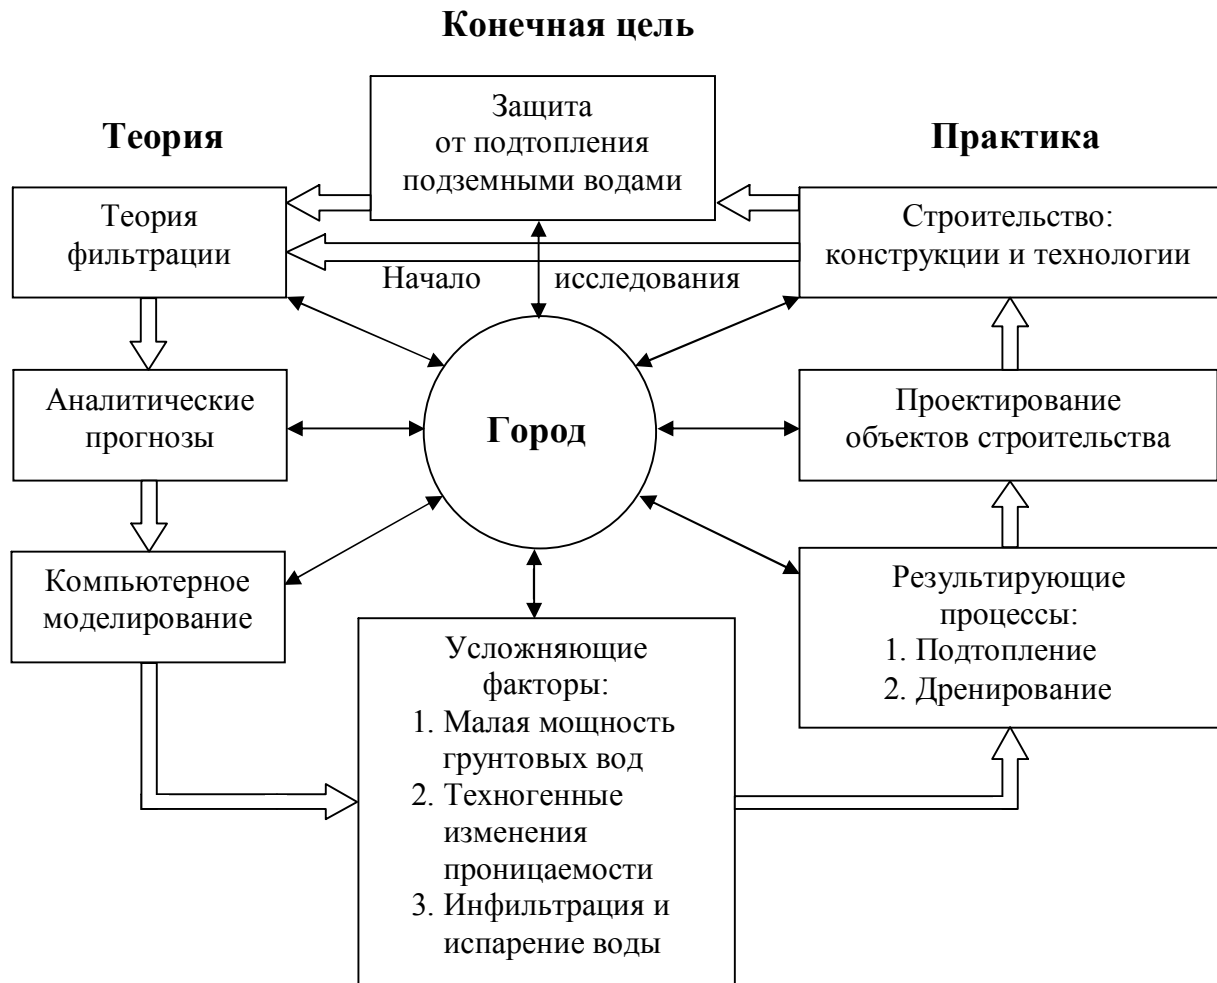 Конечная цель
Защита
от подтопления
подземными водами
Теория
Практика
Теория
фильтрации
Строительство:
конструкции и технологии
Начало исследования
Аналитические
прогнозы
Город
Проектирование
объектов строительства
Компьютерное
моделирование
Результирующие
процессы:
1. Подтопление
2. Дренирование
Усложняющие
факторы:
1. Малая мощность
грунтовых вод
2. Техногенные
изменения
проницаемости
3. Инфильтрация и
испарение воды